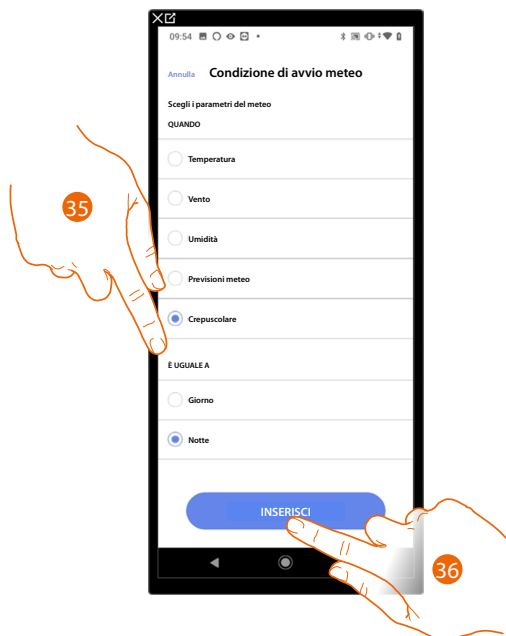 09:54
Annulla Condizione di avvio meteo
Scegli i parametri del meteo
QUANDO
Temperatura
Vento
35
Umidità
Previsioni meteo
Crepuscolare
È UGUALE A
Giorno
Notte
INSERISCI
36